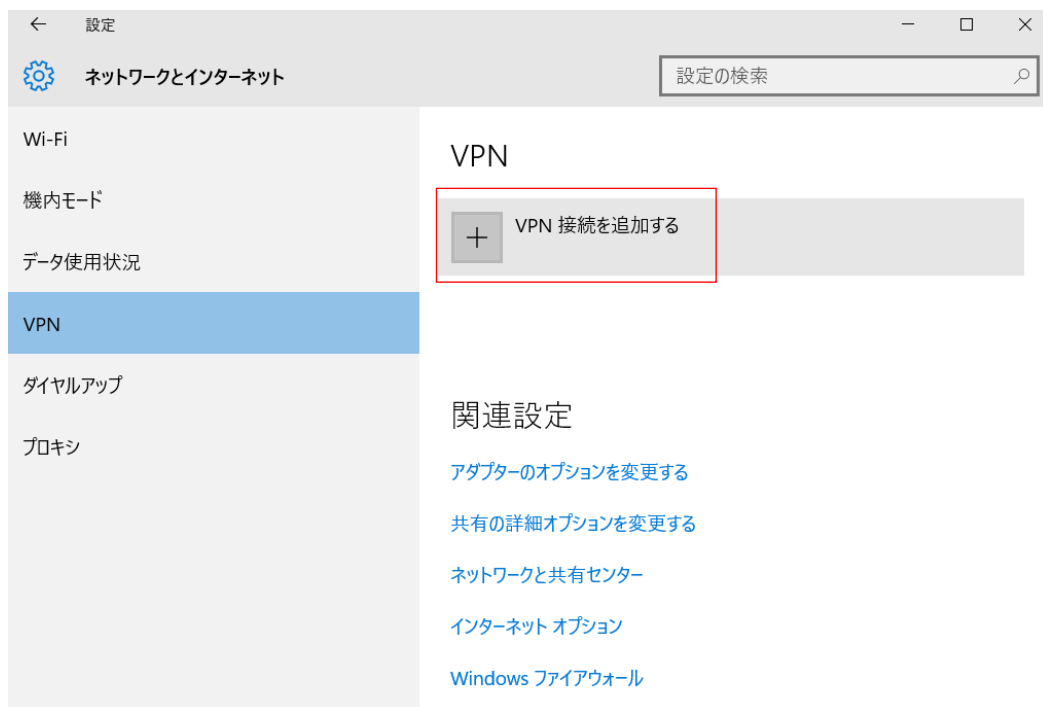 設定
ネットワークとインターネット
設定の検索
Wi-Fi
機内モード
データ使用状況
VPN
ダイヤルアップ
プロキシ
VPN
VPN 接続を追加する
関連設定
アダプターのオプションを変更する
共有の詳細オプションを変更する
ネットワークと共有センター
インターネット オプション
Windows ファイアウォール